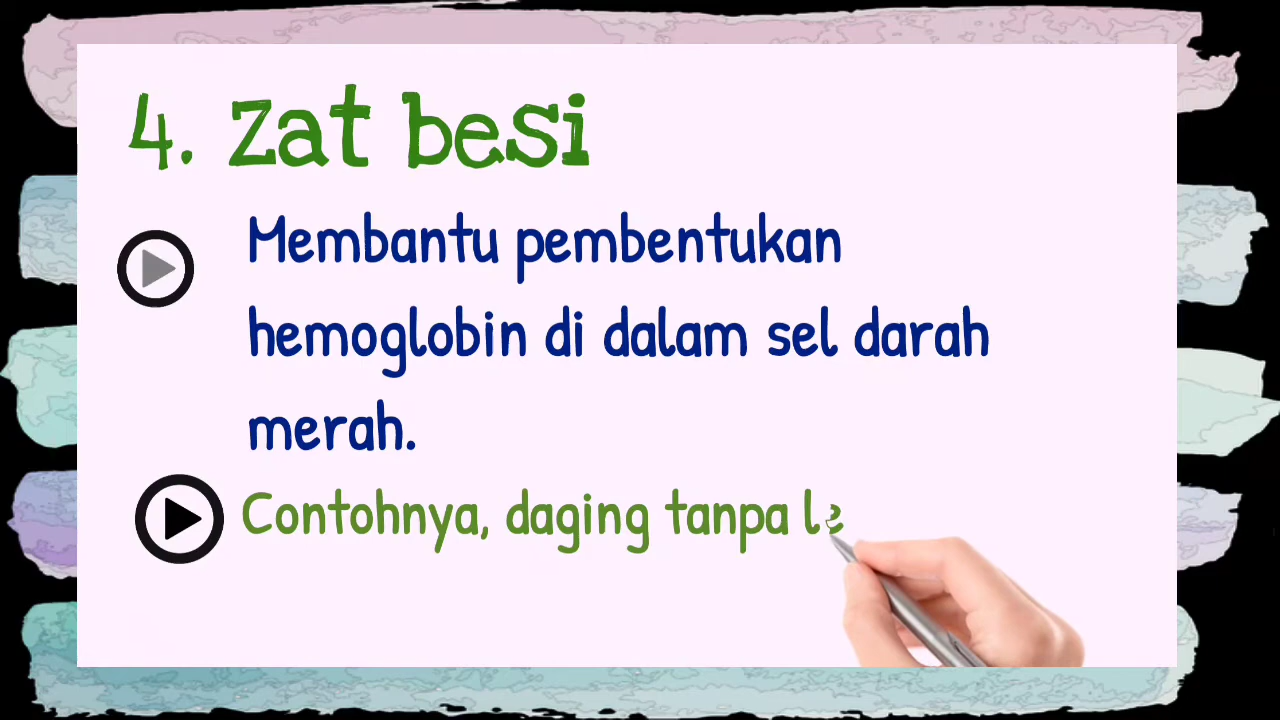 4. Zat besi
Membantu pembentukan
hemoglobin di dalam sel darah
merah.
Contohnya, daging tanpa